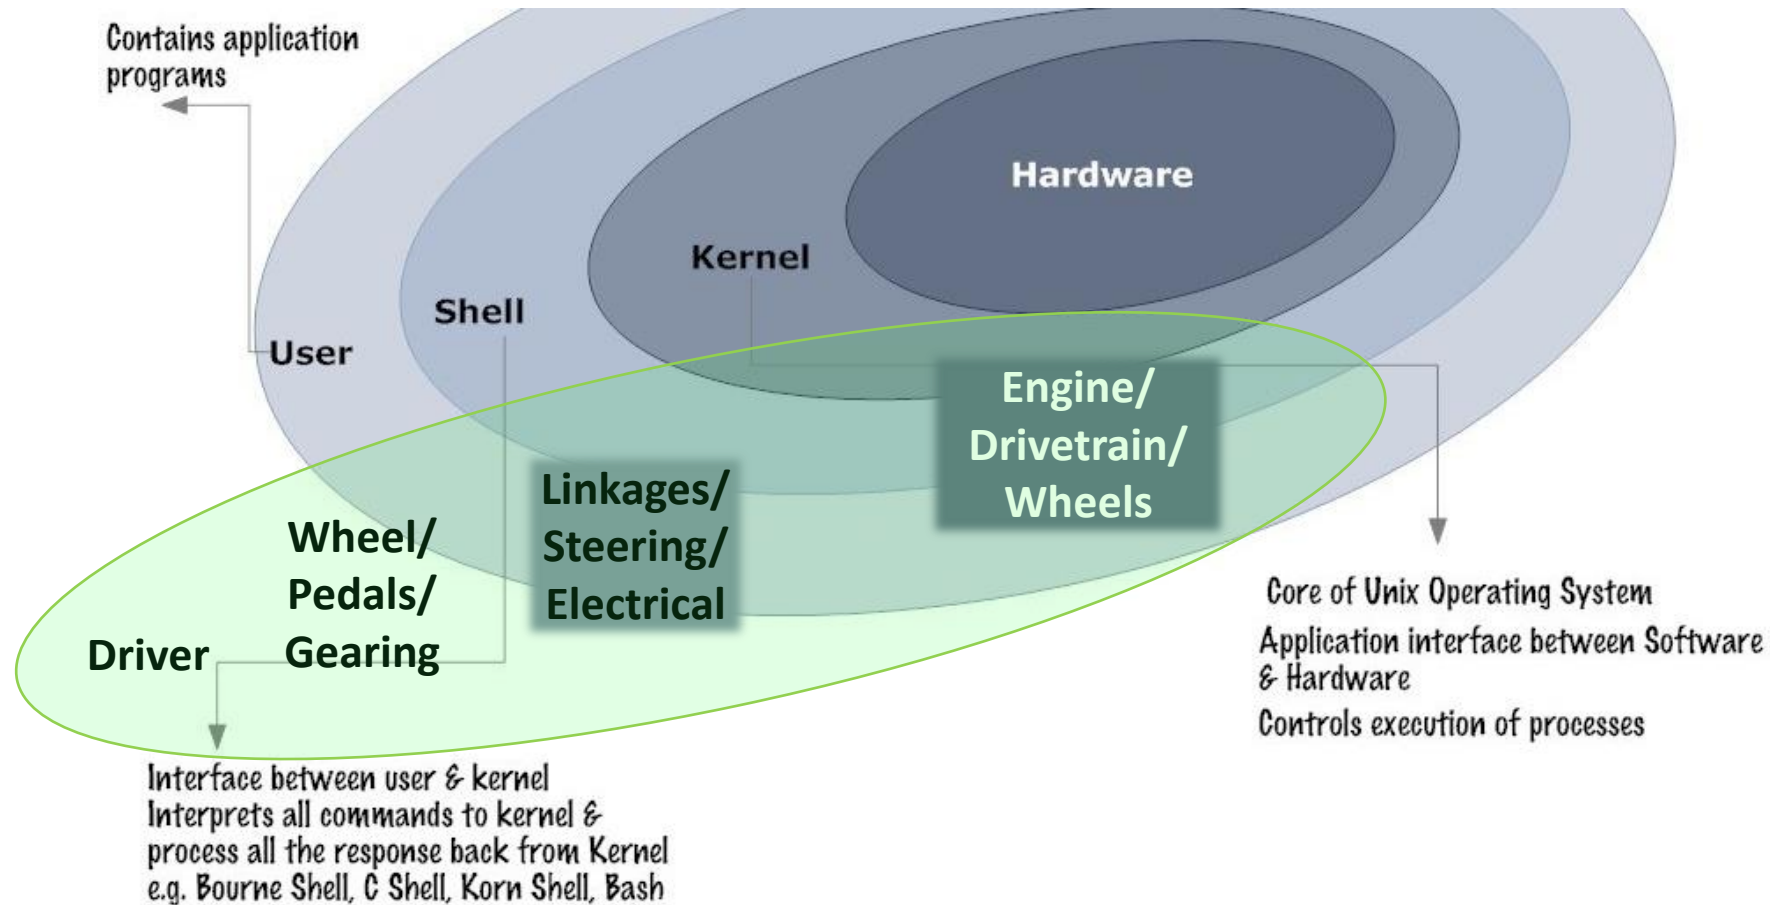 Contains application
programs
Hardware
Kernel
Shell
User
Engine/
Drivetrain/
Wheels
Linkages/
Steering/
Electrical
Wheel/
Pedals/
Gearing
Driver
Core of Unix Operating System
Application interface between Software
& Hardware
Controls execution of processes
Interface between user & kernel
Interprets all commands to kernel &
process all the response back from Kernel
e.g. Bourne Shell, C Shell, Korn Shell, Bash